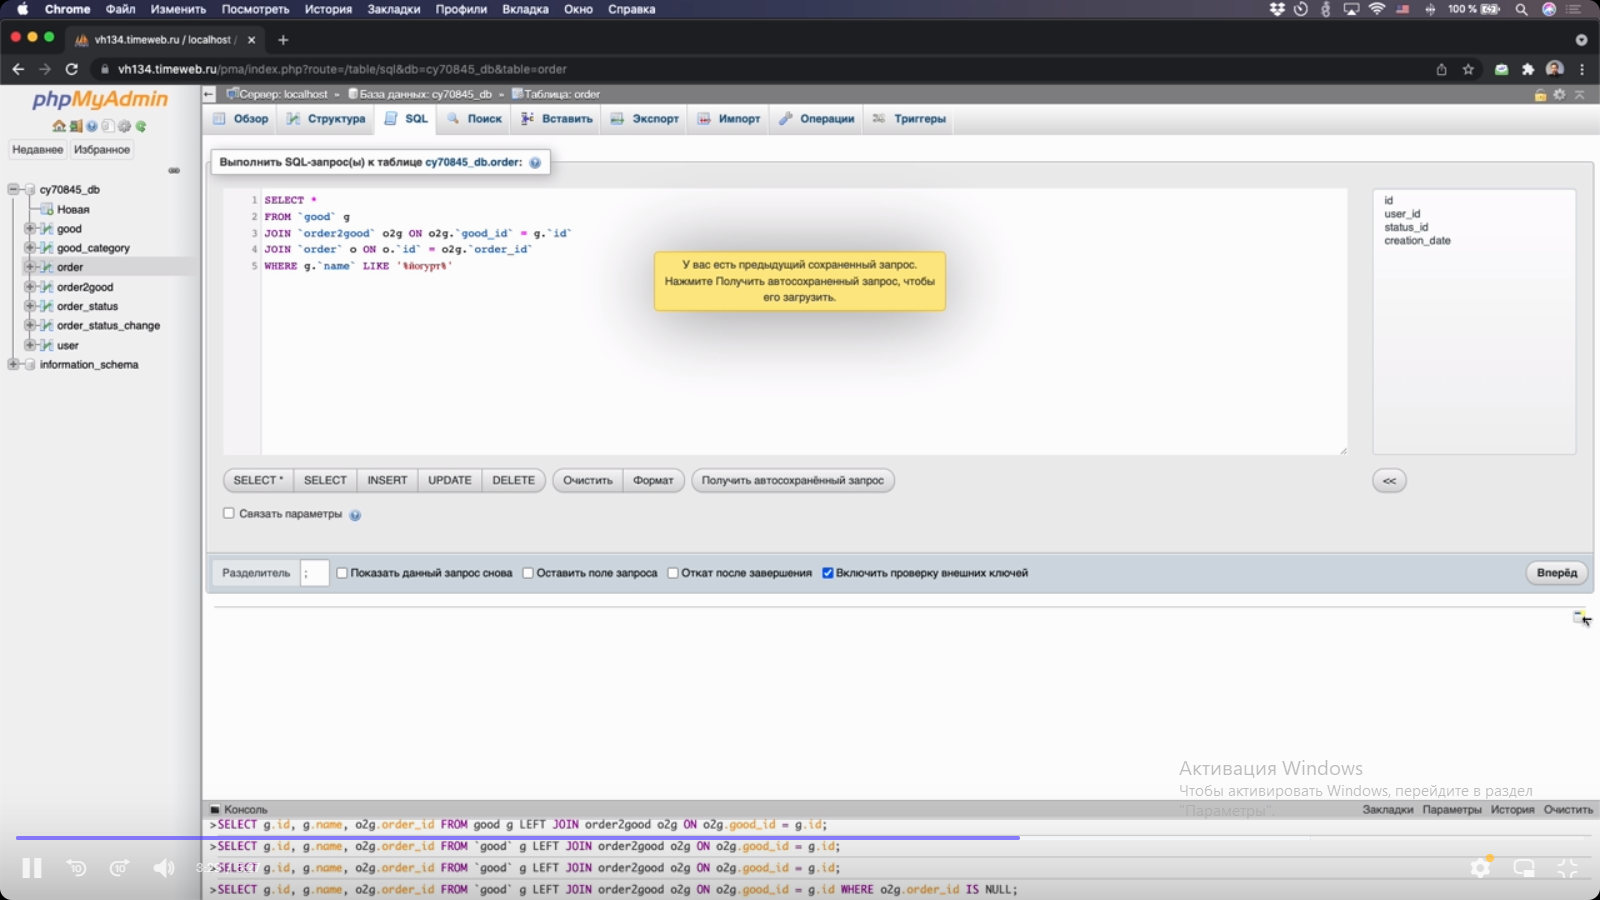 Chrome Файл Изменить Посмотреть История Закладки Профили Вкладка Окно Справка 100 %
vh134.timeweb.ru / localhost /
vh134.timeweb.ru/pma/index.php?route=/table/sql&db=cy70845_db&table=order
phpMyAdmin
Недавнее Избранное
cy70845_db
Новая
good
good_category
order
order2good
order_status
order_status_change
user
information_schema
Сервер: localhost » База данных: cy70845_db » Таблица: order
Обзор Структура SQL Поиск Вставить Экспорт Импорт Операции Триггеры
Выполнить SQL-запрос(ы) к таблице cy70845_db.order:
1 SELECT *
2 FROM `good` g
3 JOIN `order2good` o2g ON o2g.`good_id` = g.`id`
4 JOIN `order` o ON o.`id` = o2g.`order_id`
5 WHERE g.`name` LIKE '%йогурт%'
У вас есть предыдущий сохраненный запрос.
Нажмите Получить автосохраненный запрос, чтобы
его загрузить.
id
user_id
status_id
creation_date
SELECT * SELECT INSERT UPDATE DELETE Очистить Формат Получить автосохранённый запрос <<
Связать параметры
Разделитель ; Показать данный запрос снова Оставить поле запроса Откат после завершения Включить проверку внешних ключей Вперёд
Активация Windows
Чтобы активировать Windows, перейдите в раздел
"Параметры".
Консоль Закладки Параметры История Очистить
>SELECT g.id, g.name, o2g.order_id FROM good g LEFT JOIN order2good o2g ON o2g.good_id = g.id;
>SELECT g.id, g.name, o2g.order_id FROM `good` g LEFT JOIN order2good o2g ON o2g.good_id = g.id;
>SELECT g.id, g.name, o2g.order_id FROM `good` g LEFT JOIN order2good o2g ON o2g.good_id = g.id;
>SELECT g.id, g.name, o2g.order_id FROM `good` g LEFT JOIN order2good o2g ON o2g.good_id = g.id WHERE o2g.order_id IS NULL;
10 10